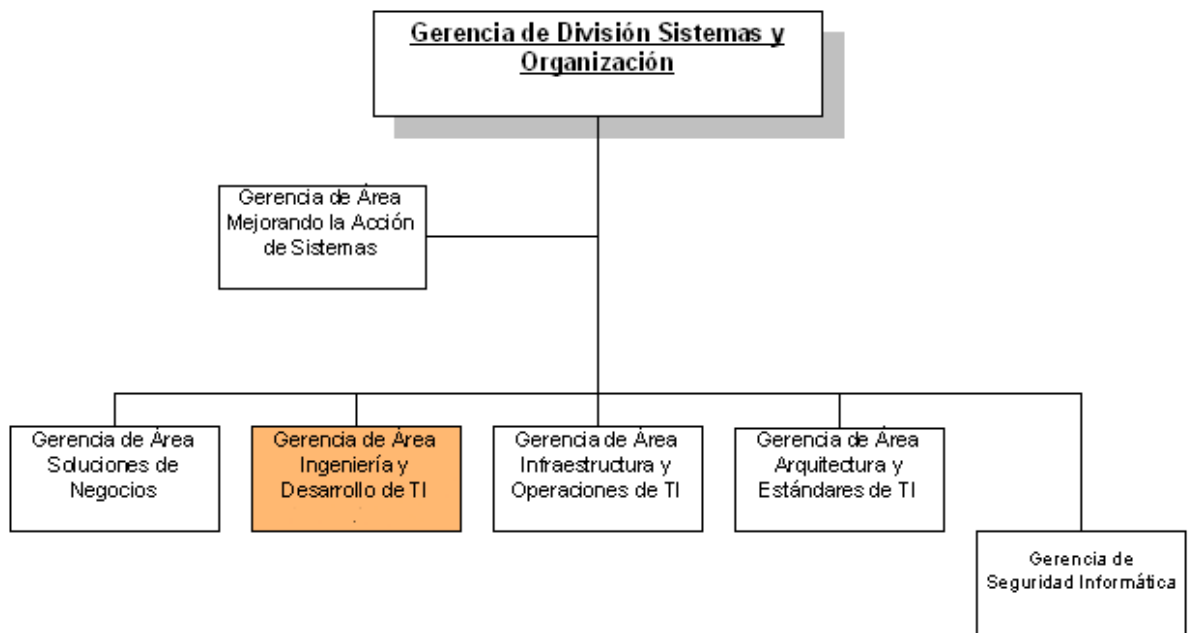 Gerencia de División Sistemas y
Organización
Gerencia de Área
Mejorando la Acción
de Sistemas
Gerencia de Área
Soluciones de
Negocios
Gerencia de Área
Ingeniería y
Desarrollo de TI
.
Gerencia de Área
Infraestructura y
Operaciones de TI
Gerencia de Área
Arquitectura y
Estándares de TI
Gerencia de
Seguridad Informática